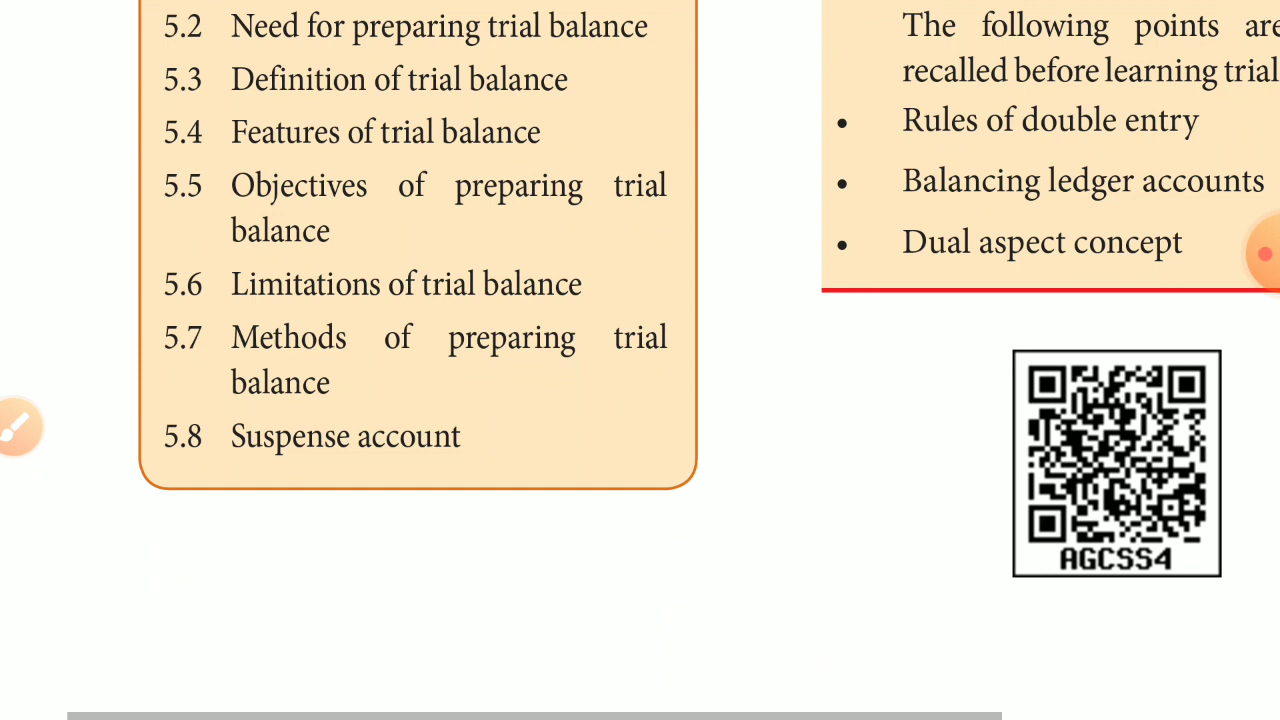 5.2 Need for preparing trial balance
5.3 Definition of trial balance
5.4 Features of trial balance
5.5 Objectives of preparing trial
balance
5.6 Limitations of trial balance
5.7 Methods of preparing trial
balance
5.8 Suspense account
The following points are
recalled before learning trial
• Rules of double entry
• Balancing ledger accounts
• Dual aspect concept
AGCSS4